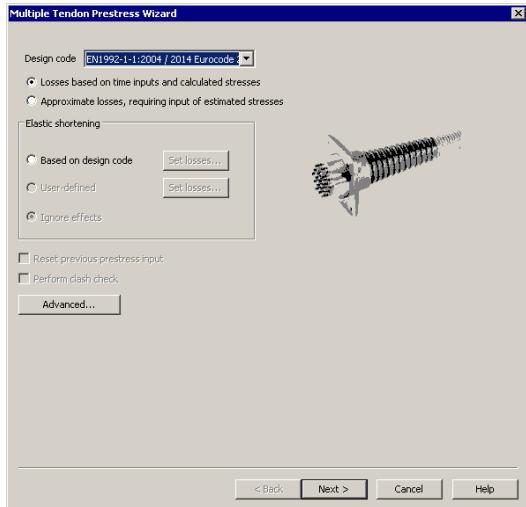 Multiple Tendon Prestress Wizard
Design code EN1992-1-1:2004 / 2014 Eurocode
Losses based on time inputs and calculated stresses
Approximate losses, requiring input of estimated stresses
Elastic shortening
Based on design code Set losses...
User-defined Set losses...
Ignore effects
Reset previous prestress input
Perform clash check
Advanced...
< Back Next > Cancel Help